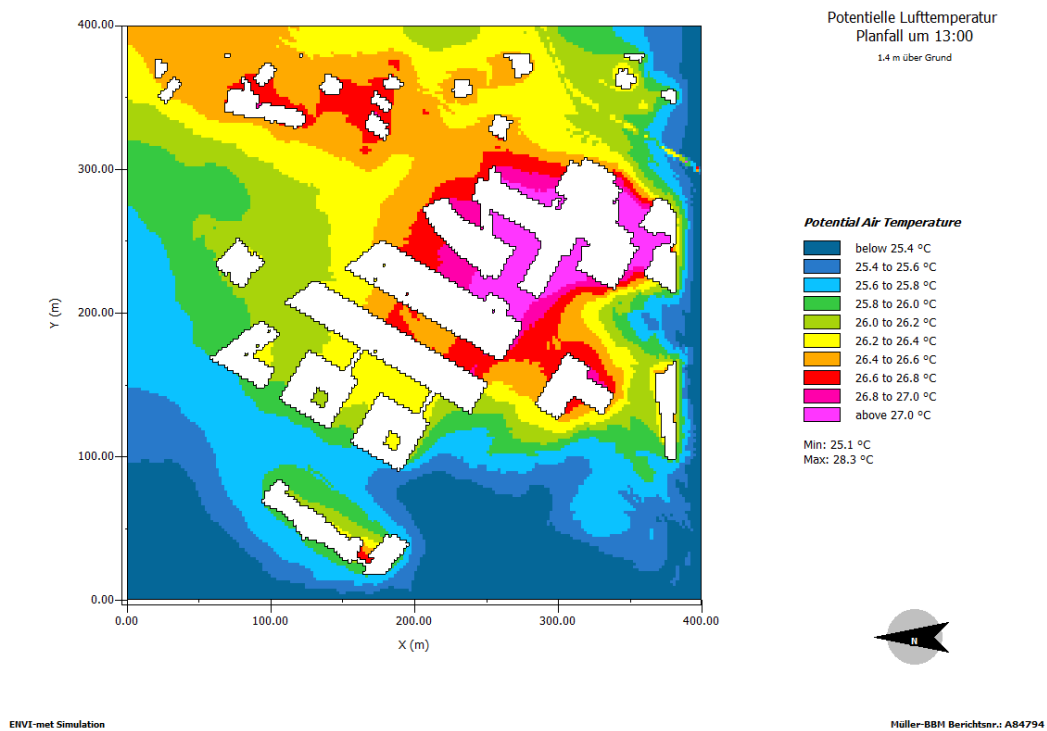 Potentielle Lufttemperatur
Planfall um 13:00
1.4 m über Grund
400.00
300.00
200.00
100.00
0.00
Y (m)
0.00 100.00 200.00 300.00 400.00
X (m)
Potential Air Temperature
below 25.4 °C
25.4 to 25.6 °C
25.6 to 25.8 °C
25.8 to 26.0 °C
26.0 to 26.2 °C
26.2 to 26.4 °C
26.4 to 26.6 °C
26.6 to 26.8 °C
26.8 to 27.0 °C
above 27.0 °C
Min: 25.1 °C
Max: 28.3 °C
N
ENVI-met Simulation
Müller-BBM Berichtsnr.: A84794